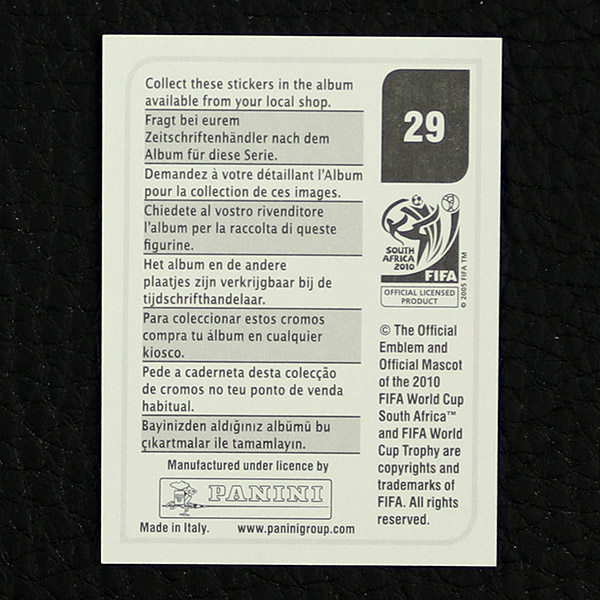 Collect these stickers in the album
available from your local shop.
Fragt bei eurem
Zeitschriftenhändler nach dem
Album für diese Serie.
Demandez à votre détaillant l'Album
pour la collection de ces images.
Chiedete al vostro rivenditore
l'album per la raccolta di queste
figurine.
Het album en de andere
plaatjes zijn verkrijgbaar bij de
tijdschrifthandelaar.
Para coleccionar estos cromos
compra tu álbum en cualquier
kiosco.
Pede a caderneta desta colecção
de cromos no teu ponto de venda
habitual.
Bayinizden aldığınız albümü bu
çıkartmalar ile tamamlayın.
Manufactured under licence by
PANINI
Made in Italy. www.paninigroup.com
29
SOUTH
AFRICA
2010
FIFA
OFFICIAL LICENSED
PRODUCT
© 2005 FIFA TM
© The Official
Emblem and
Official Mascot
of the 2010
FIFA World Cup
South Africa™
and FIFA World
Cup Trophy are
copyrights and
trademarks of
FIFA. All rights
reserved.